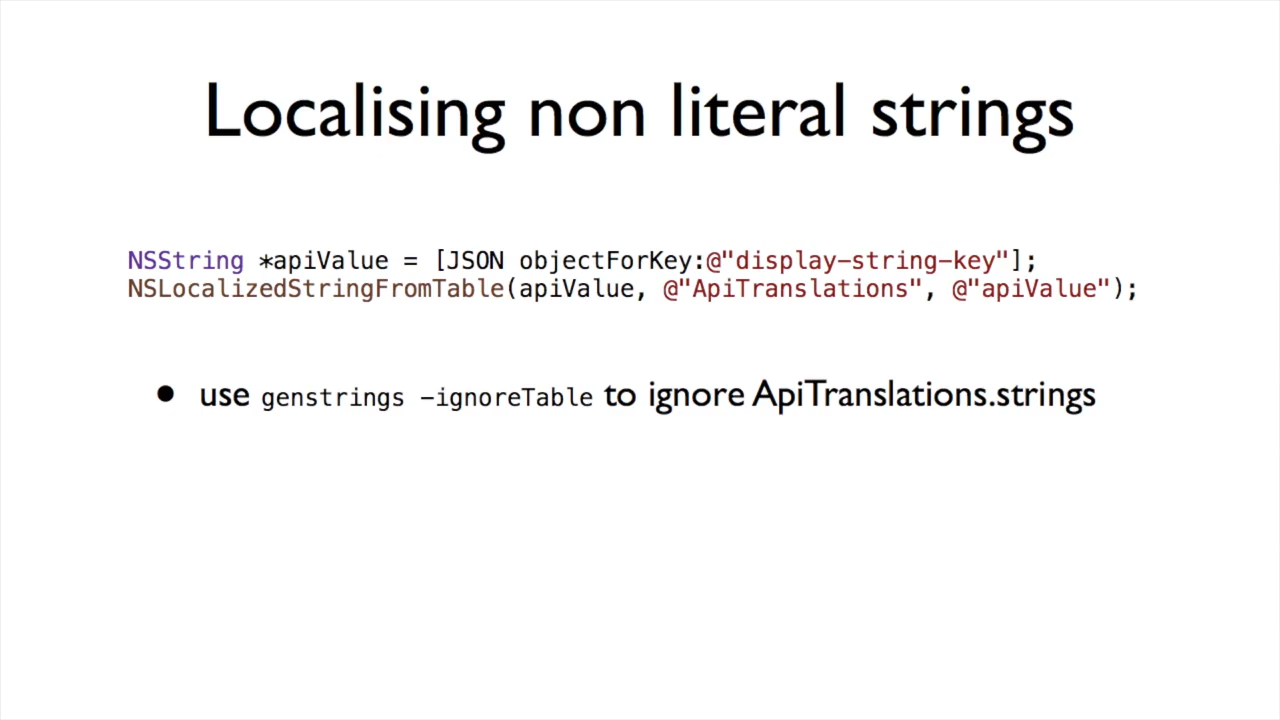 Localising non literal strings
NSString *apiValue = [JSON objectForKey:@"display-string-key"];
NSLocalizedStringFromTable(apiValue, @"ApiTranslations", @"apiValue");
• use genstrings -ignoreTable to ignore ApiTranslations.strings